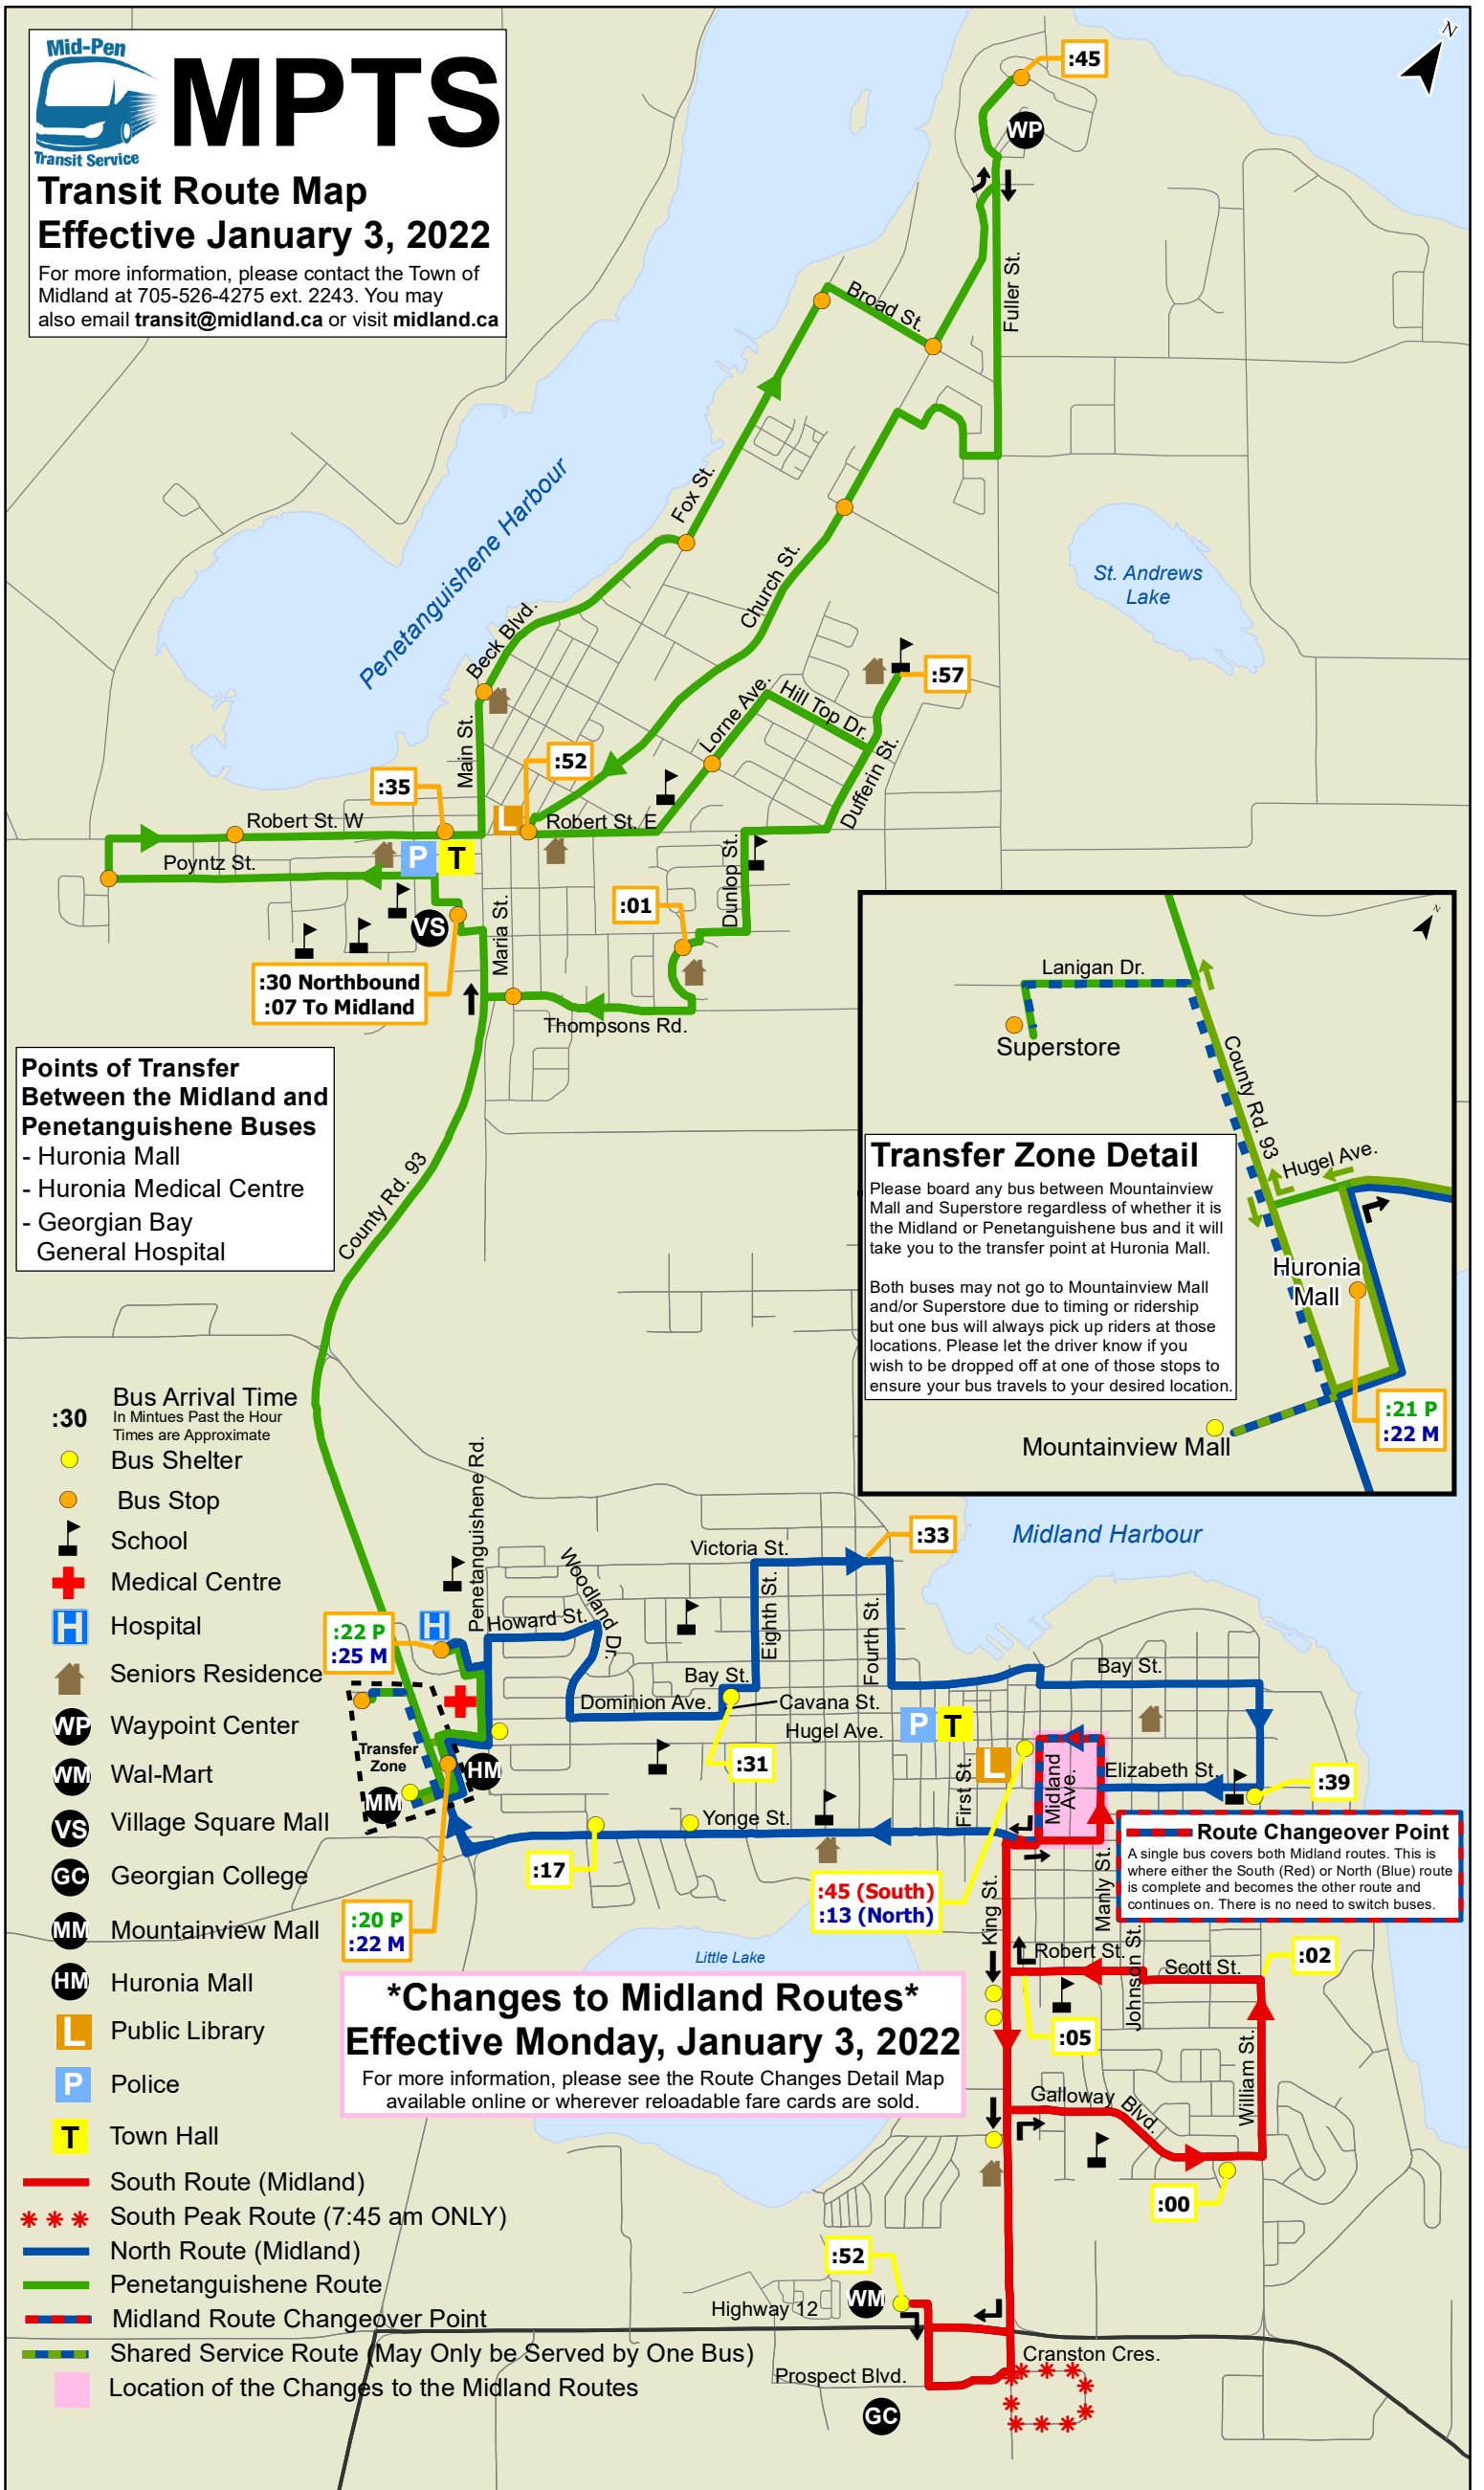 Mid-Pen
Transit Service
MPTS
Transit Route Map
Effective January 3, 2022
For more information, please contact the Town of
Midland at 705-526-4275 ext. 2243. You may
also email transit@midland.ca or visit midland.ca
N
:45
WP
Fuller St.
Broad St.
Fox St.
Penetanguishene Harbour
Church St.
St. Andrews
Lake
Beck Blvd.
:57
Lorne Ave.
Hill Top Dr.
Main St.
:52
:35
Dufferin St.
L
Robert St. W
Robert St. E
Poyntz St.
P
T
Dunlop St.
:01
VS
Maria St.
:30 Northbound
:07 To Midland
Thompsons Rd.
Points of Transfer
Between the Midland and
Penetanguishene Buses
- Huronia Mall
- Huronia Medical Centre
- Georgian Bay
General Hospital
County Rd. 93
N
Lanigan Dr.
Superstore
County Rd. 93
Transfer Zone Detail
Please board any bus between Mountainview
Mall and Superstore regardless of whether it is
the Midland or Penetanguishene bus and it will
take you to the transfer point at Huronia Mall.
Both buses may not go to Mountainview Mall
and/or Superstore due to timing or ridership
but one bus will always pick up riders at those
locations. Please let the driver know if you
wish to be dropped off at one of those stops to
ensure your bus travels to your desired location.
Hugel Ave.
Huronia
Mall
:21 P
:22 M
Mountainview Mall
:30
Bus Arrival Time
In Mintues Past the Hour
Times are Approximate
Bus Shelter
Bus Stop
School
Medical Centre
H
Hospital
Seniors Residence
WP
Waypoint Center
WM
Wal-Mart
VS
Village Square Mall
GC
Georgian College
MM
Mountainview Mall
HM
Huronia Mall
L
Public Library
P
Police
T
Town Hall
South Route (Midland)
South Peak Route (7:45 am ONLY)
North Route (Midland)
Penetanguishene Route
Midland Route Changeover Point
Shared Service Route (May Only be Served by One Bus)
Location of the Changes to the Midland Routes
Midland Harbour
:33
Victoria St.
Penetanguishene Rd.
Woodland Dr.
Howard St.
Eighth St.
Fourth St.
:22 P
:25 M
H
Bay St.
Bay St.
Dominion Ave.
Cavana St.
Hugel Ave.
P
T
Transfer
Zone
HM
MM
:31
L
First St.
Midland
Ave.
Elizabeth St.
:39
Yonge St.
:17
:45 (South)
:13 (North)
Route Changeover Point
A single bus covers both Midland routes. This is
where either the South (Red) or North (Blue) route
is complete and becomes the other route and
continues on. There is no need to switch buses.
:20 P
:22 M
King St.
Manly St.
Little Lake
Robert St.
Johnson St.
Scott St.
:02
*Changes to Midland Routes*
Effective Monday, January 3, 2022
For more information, please see the Route Changes Detail Map
available online or wherever reloadable fare cards are sold.
:05
William St.
Galloway Blvd.
:00
:52
WM
Highway 12
Cranston Cres.
Prospect Blvd.
GC